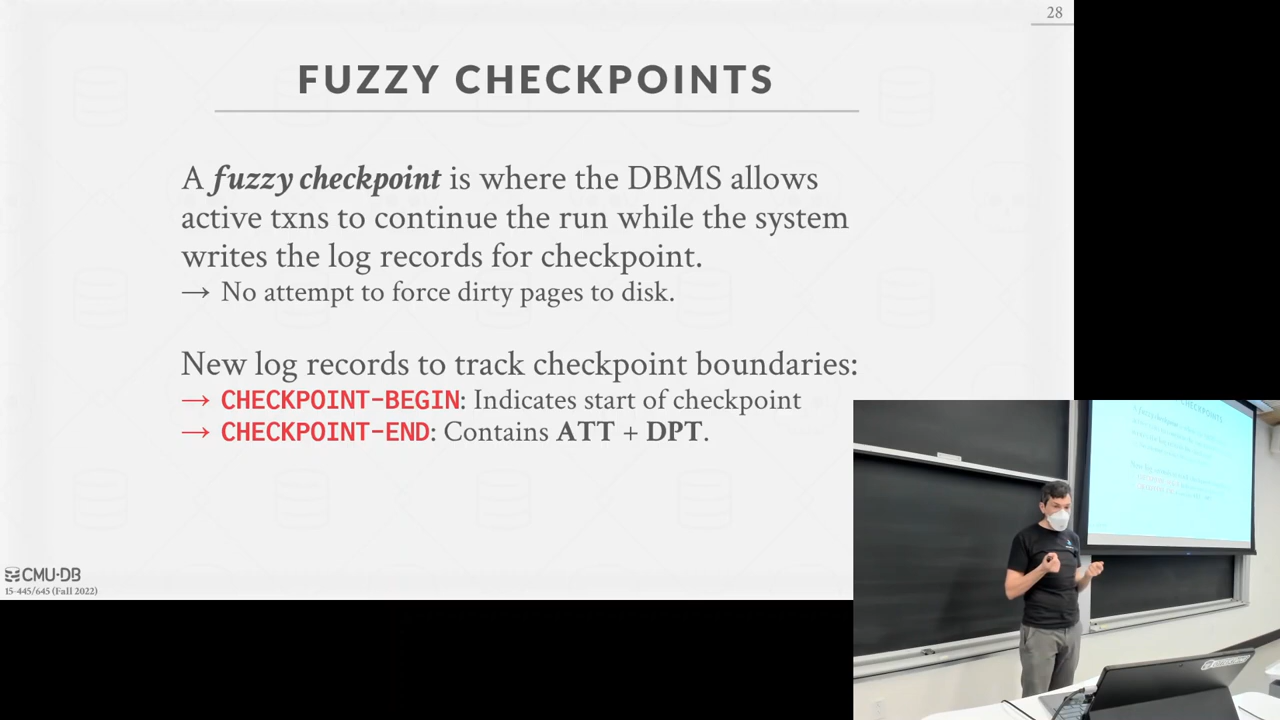 28
FUZZY CHECKPOINTS
A fuzzy checkpoint is where the DBMS allows
active txns to continue the run while the system
writes the log records for checkpoint.
→ No attempt to force dirty pages to disk.
New log records to track checkpoint boundaries:
→ CHECKPOINT-BEGIN: Indicates start of checkpoint
→ CHECKPOINT-END: Contains ATT + DPT.
CMU·DB
15-445/645 (Fall 2022)